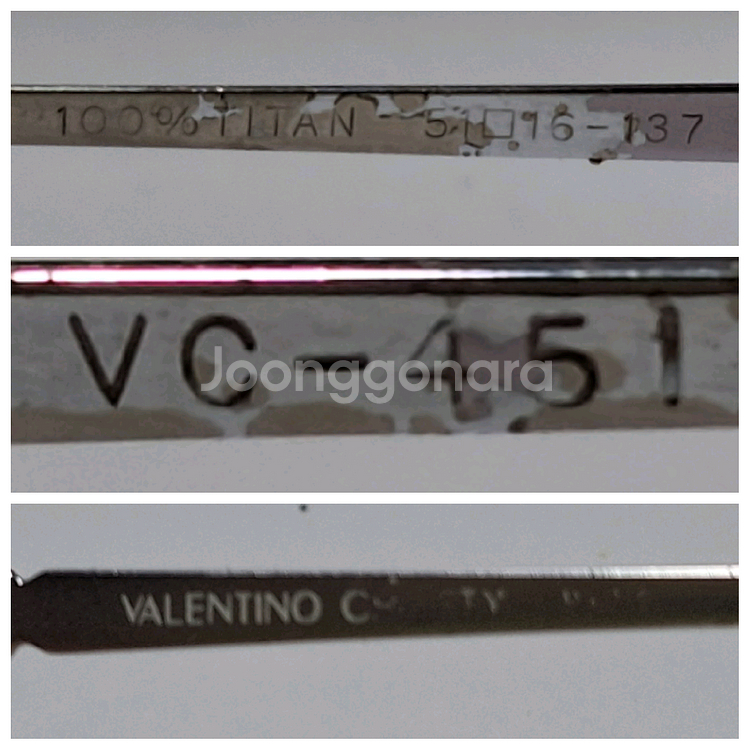 100%TITAN 51□16-137
VC-451
Joonggonara
VALENTINO